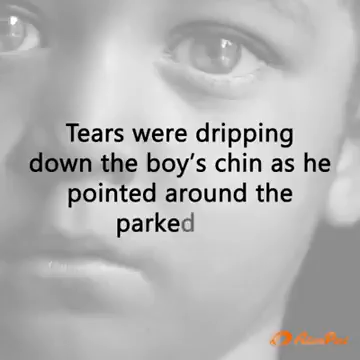 Tears were dripping
down the boy's chin as he
pointed around the
parked